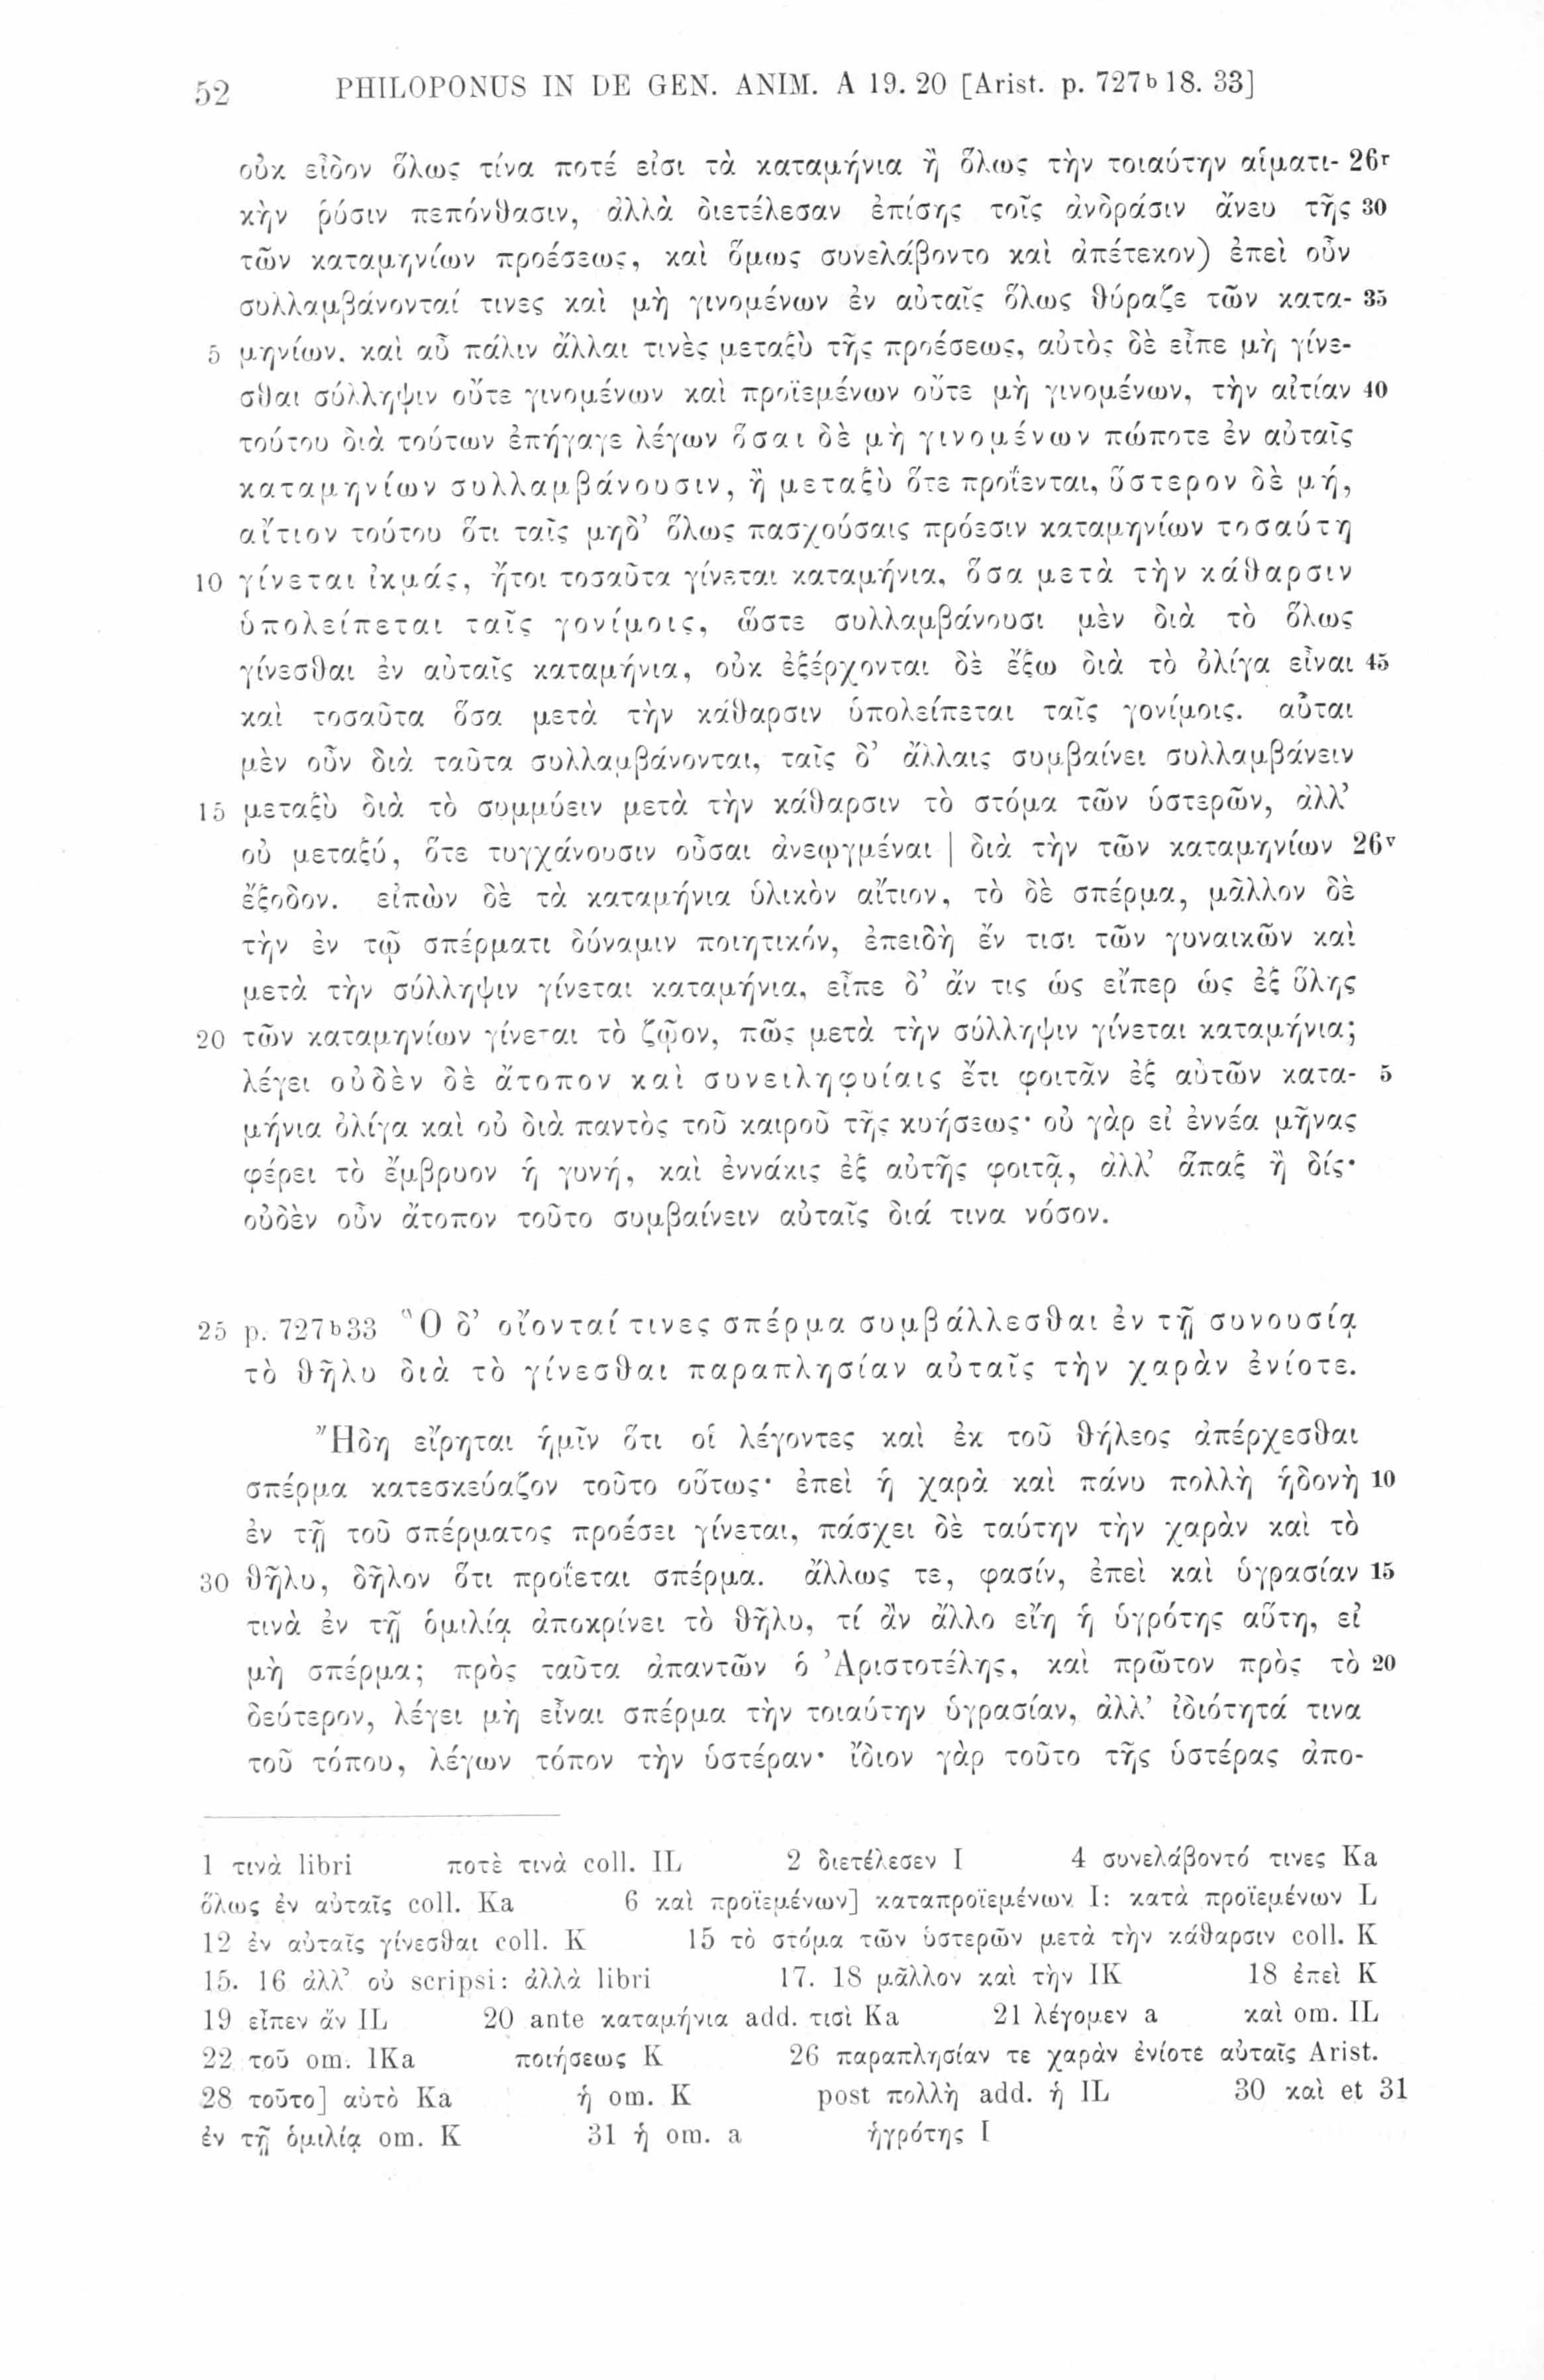 52 PHILOPONUS IN DE GEN. ANIM. A 19. 20 [Arist. p. 727b18. 33]
οὐκ εἶδον ὅλως τίνα ποτέ εἰσι τὰ καταμήνια ἢ ὅλως τὴν τοιαύτην αἱματι- 26r
κὴν ῥύσιν πεπόνθασιν, ἀλλὰ διετέλεσαν ἐπίσης τοῖς ἀνδράσιν ἄνευ τῆς 30
τῶν καταμηνίων προέσεως, καὶ ὅμως συνελάβοντο καὶ ἀπέτεκον) ἐπεὶ οὖν
συλλαμβάνονταί τινες καὶ μὴ γινομένων ἐν αὐταῖς ὅλως θύραζε τῶν κατα- 35
5 μηνίων. καὶ αὖ πάλιν ἄλλαι τινὲς μεταξὺ τῆς προέσεως, αὐτὸς δὲ εἶπε μὴ γίνε-
σθαι σύλληψιν οὔτε γινομένων καὶ προϊεμένων οὔτε μὴ γινομένων, τὴν αἰτίαν 40
τούτου διὰ τούτων ἐπήγαγε λέγων ὅσαι δὲ μὴ γινομένων πώποτε ἐν αὐταῖς
καταμηνίων συλλαμβάνουσιν, ἢ μεταξὺ ὅτε προΐενται, ὕστερον δὲ μή,
αἴτιον τούτου ὅτι ταῖς μηδ’ ὅλως πασχούσαις πρόεσιν καταμηνίων τοσαύτη
10 γίνεται ἰκμάς, ἤτοι τοσαῦτα γίνεται καταμήνια, ὅσα μετὰ τὴν κάθαρσιν
ὑπολείπεται ταῖς γονίμοις, ὥστε συλλαμβάνουσι μὲν διὰ τὸ ὅλως
γίνεσθαι ἐν αὐταῖς καταμήνια, οὐκ ἐξέρχονται δὲ ἔξω διὰ τὸ ὀλίγα εἶναι 45
καὶ τοσαῦτα ὅσα μετὰ τὴν κάθαρσιν ὑπολείπεται ταῖς γονίμοις. αὗται
μὲν οὖν διὰ ταῦτα συλλαμβάνονται, ταῖς δ’ ἄλλαις συμβαίνει συλλαμβάνειν
15 μεταξὺ διὰ τὸ συμμύειν μετὰ τὴν κάθαρσιν τὸ στόμα τῶν ὑστερῶν, ἀλλ’
οὐ μεταξύ, ὅτε τυγχάνουσιν οὖσαι ἀνεῳγμέναι | διὰ τὴν τῶν καταμηνίων 26v
ἔξοδον. εἰπὼν δὲ τὰ καταμήνια ὑλικὸν αἴτιον, τὸ δὲ σπέρμα, μᾶλλον δὲ
τὴν ἐν τῷ σπέρματι δύναμιν ποιητικόν, ἐπειδὴ ἔν τισι τῶν γυναικῶν καὶ
μετὰ τὴν σύλληψιν γίνεται καταμήνια, εἶπε δ’ ἄν τις ὡς εἴπερ ὡς ἐξ ὕλης
20 τῶν καταμηνίων γίνεται τὸ ζῷον, πῶς μετὰ τὴν σύλληψιν γίνεται καταμήνια;
λέγει οὐδὲν δὲ ἄτοπον καὶ συνειληφυίαις ἔτι φοιτᾶν ἐξ αὐτῶν κατα- 5
μήνια ὀλίγα καὶ οὐ διὰ παντὸς τοῦ καιροῦ τῆς κυήσεως· οὐ γὰρ εἰ ἐννέα μῆνας
φέρει τὸ ἔμβρυον ἡ γυνή, καὶ ἐννάκις ἐξ αὐτῆς φοιτᾷ, ἀλλ’ ἅπαξ ἢ δίς·
οὐδὲν οὖν ἄτοπον τοῦτο συμβαίνειν αὐταῖς διά τινα νόσον.
25 p. 727b33 Ὃ δ’ οἴονταί τινες σπέρμα συμβάλλεσθαι ἐν τῇ συνουσίᾳ
τὸ θῆλυ διὰ τὸ γίνεσθαι παραπλησίαν αὐταῖς τὴν χαρὰν ἐνίοτε.
Ἤδη εἴρηται ἡμῖν ὅτι οἱ λέγοντες καὶ ἐκ τοῦ θήλεος ἀπέρχεσθαι
σπέρμα κατεσκεύαζον τοῦτο οὕτως· ἐπεὶ ἡ χαρὰ καὶ πάνυ πολλὴ ἡδονὴ 10
ἐν τῇ τοῦ σπέρματος προέσει γίνεται, πάσχει δὲ ταύτην τὴν χαρὰν καὶ τὸ
30 θῆλυ, δῆλον ὅτι προΐεται σπέρμα. ἄλλως τε, φασίν, ἐπεὶ καὶ ὑγρασίαν 15
τινὰ ἐν τῇ ὁμιλίᾳ ἀποκρίνει τὸ θῆλυ, τί ἂν ἄλλο εἴη ἡ ὑγρότης αὕτη, εἰ
μὴ σπέρμα; πρὸς ταῦτα ἀπαντῶν ὁ Ἀριστοτέλης, καὶ πρῶτον πρὸς τὸ 20
δεύτερον, λέγει μὴ εἶναι σπέρμα τὴν τοιαύτην ὑγρασίαν, ἀλλ’ ἰδιότητά τινα
τοῦ τόπου, λέγων τόπον τὴν ὑστέραν· ἴδιον γὰρ τοῦτο τῆς ὑστέρας ἀπο-
1 τινὰ libri ποτὲ τινὰ coll. IL 2 διετέλεσεν I 4 συνελάβοντό τινες Ka
ὅλως ἐν αὐταῖς coll. Ka 6 καὶ προϊεμένων] καταπροϊεμένων I: κατὰ προϊεμένων L
12 ἐν αὐταῖς γίνεσθαι coll. K 15 τὸ στόμα τῶν ὑστερῶν μετὰ τὴν κάθαρσιν coll. K
15. 16 ἀλλ’ οὐ scripsi: ἀλλὰ libri 17. 18 μᾶλλον καὶ τὴν IK 18 ἐπεὶ K
19 εἶπεν ἄν IL 20 ante καταμήνια add. τισὶ Ka 21 λέγομεν a καὶ om. IL
22 τοῦ om. IKa ποιήσεως K 26 παραπλησίαν τε χαρὰν ἐνίοτε αὐταῖς Arist.
28 τοῦτο] αὐτὸ Ka ἡ om. K post πολλὴ add. ἡ IL 30 καὶ et 31
ἐν τῇ ὁμιλίᾳ om. K 31 ἡ om. a ἡγρότης I